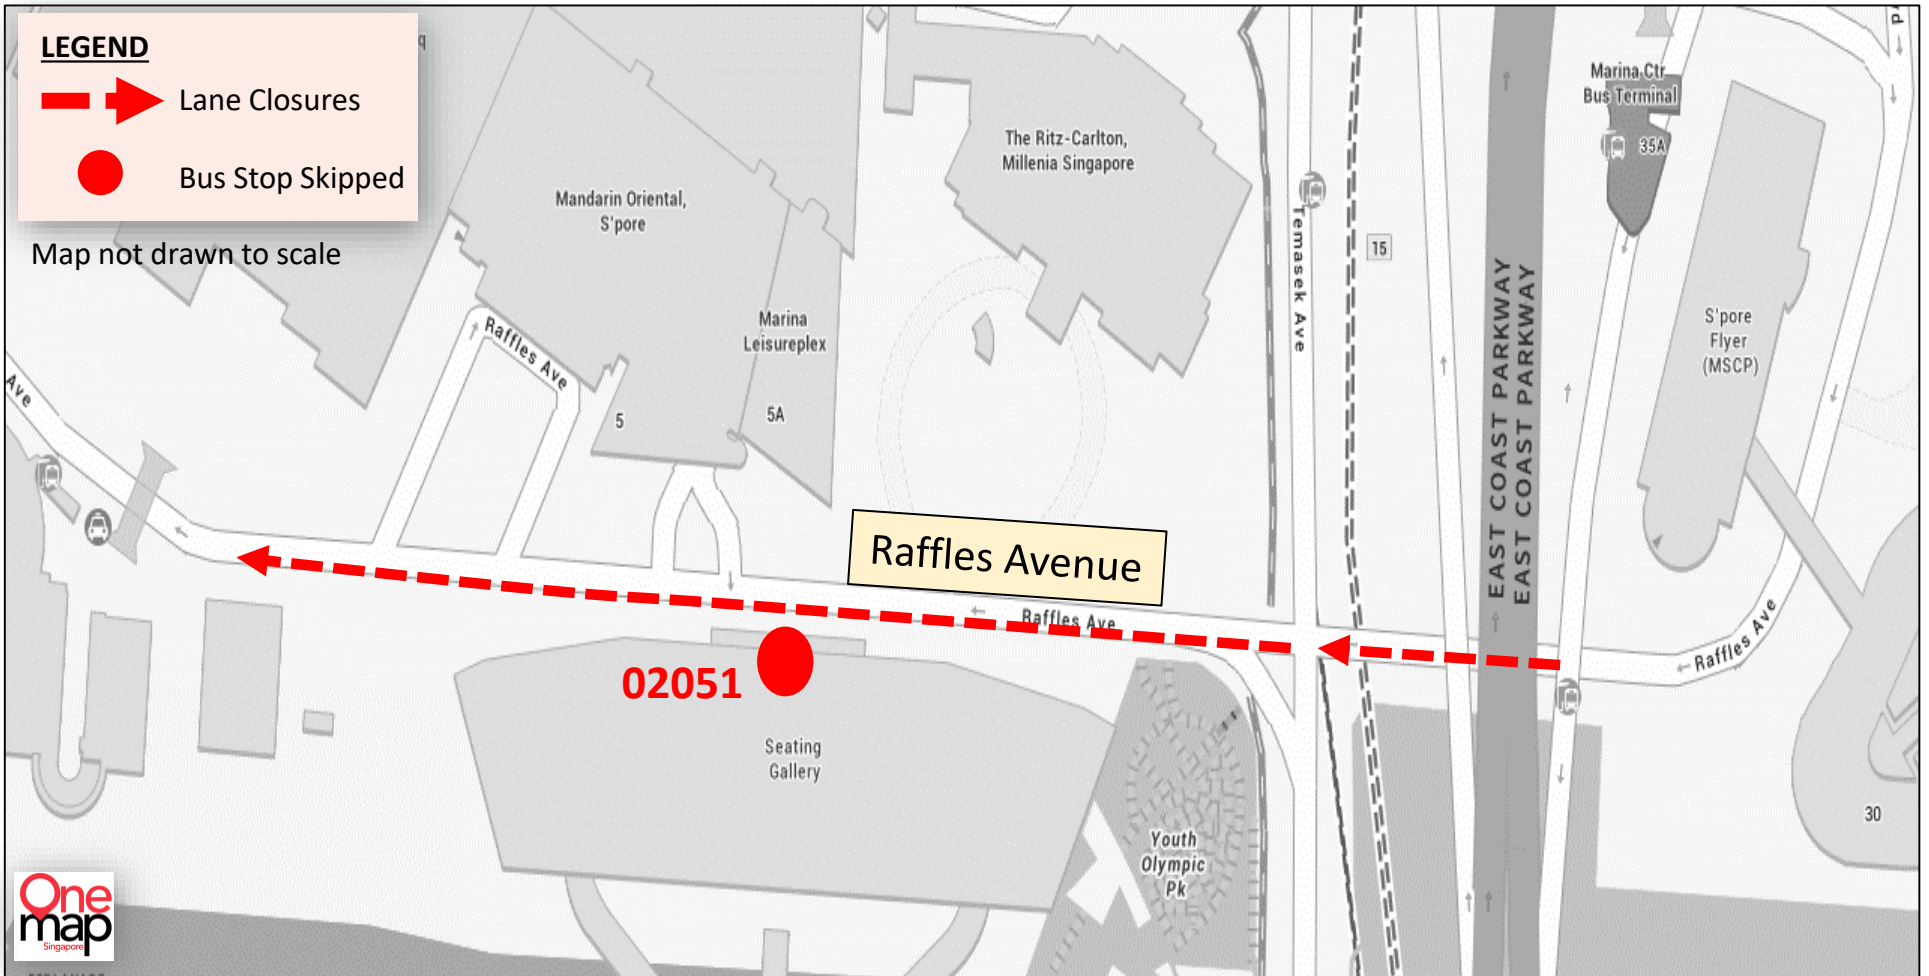 LEGEND
Lane Closures
Bus Stop Skipped
Map not drawn to scale
Marina Ctr
Bus Terminal
35A
The Ritz-Carlton,
Millenia Singapore
Mandarin Oriental,
S'pore
Temasek Ave
15
EAST COAST PARKWAY
EAST COAST PARKWAY
S'pore
Flyer
(MSCP)
Marina
Leisureplex
Raffles Ave
Ave
5
5A
Raffles Avenue
Raffles Ave
Raffles Ave
02051
Seating
Gallery
Youth
Olympic
Pk
30
One
map
Singapore